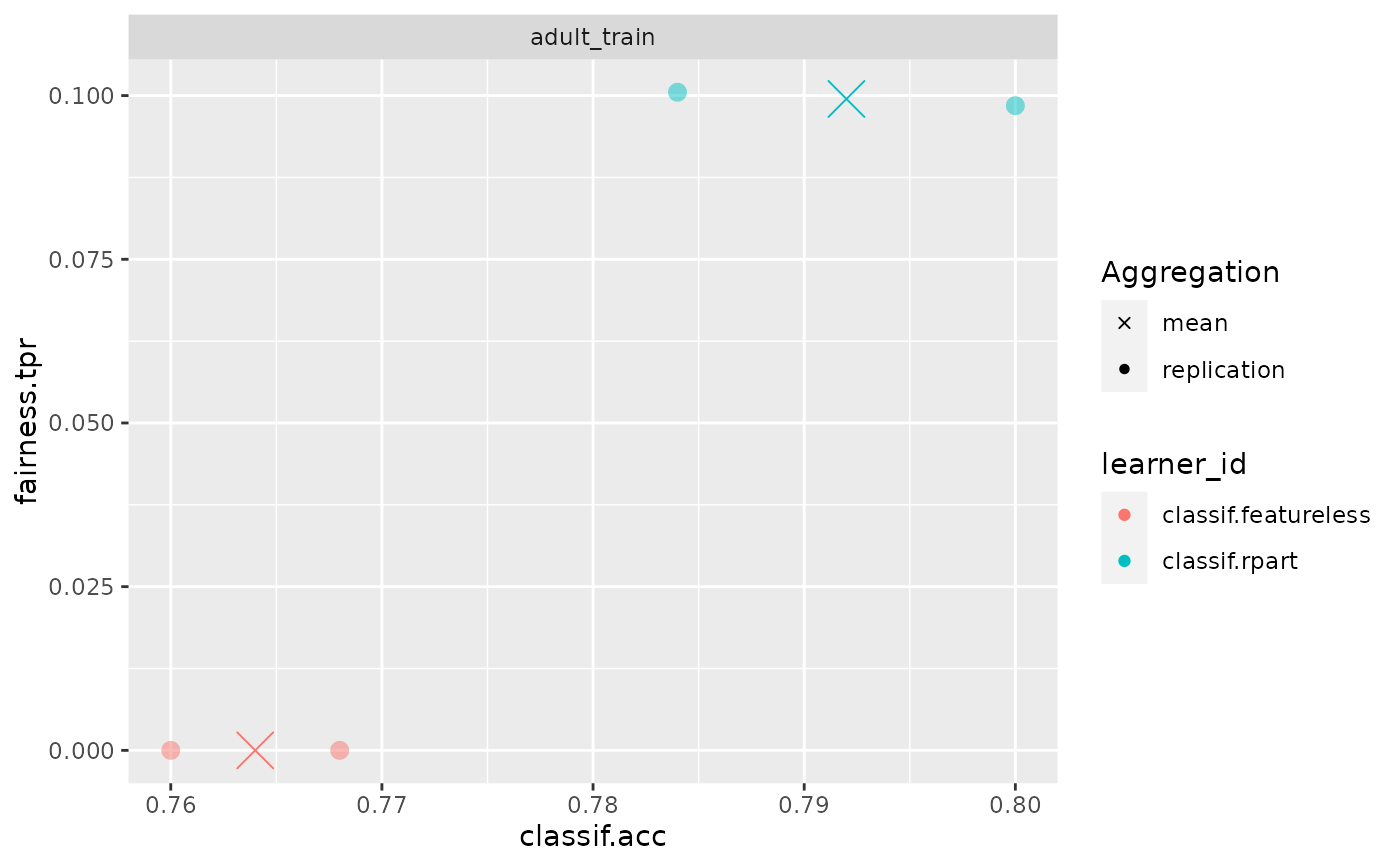 adult_train
0.100
0.075
0.050
0.025
0.000
fairness.tpr
0.76 0.77 0.78 0.79 0.80
classif.acc
Aggregation
mean
replication
learner_id
classif.featureless
classif.rpart